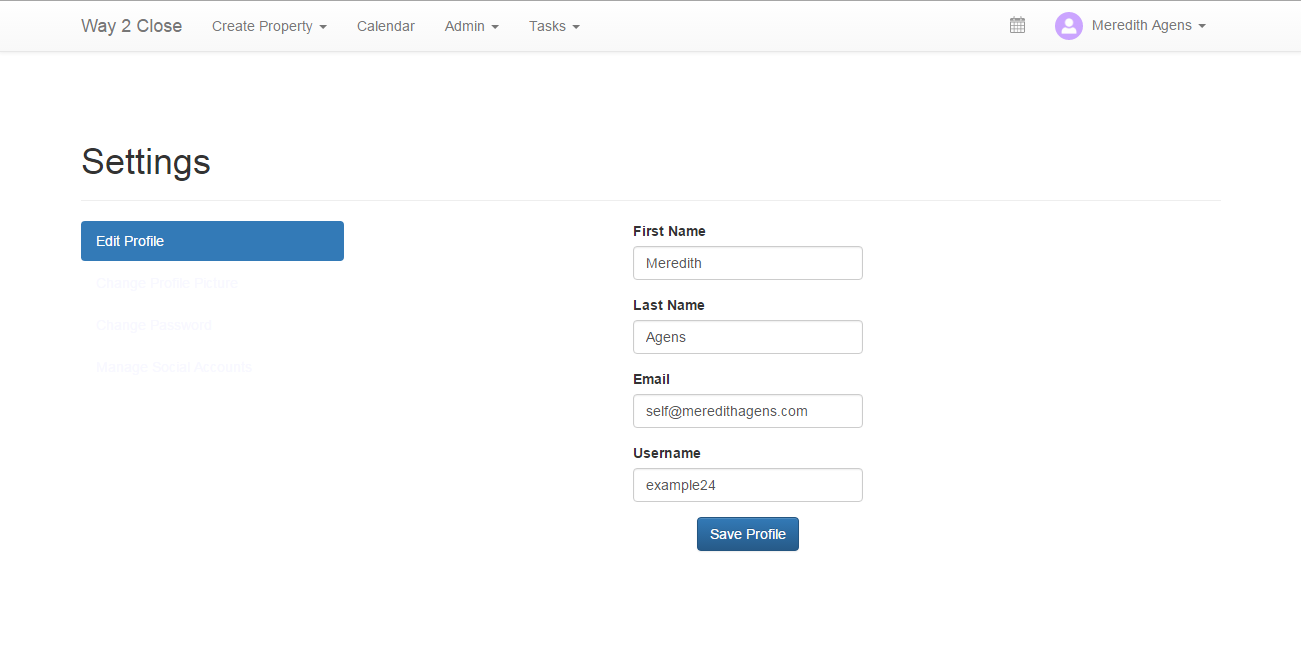 Way 2 Close Create Property Calendar Admin Tasks Meredith Agens
Settings
Edit Profile
Change Profile Picture
Change Password
Manage Social Accounts
First Name
Meredith
Last Name
Agens
Email
self@meredithagens.com
Username
example24
Save Profile